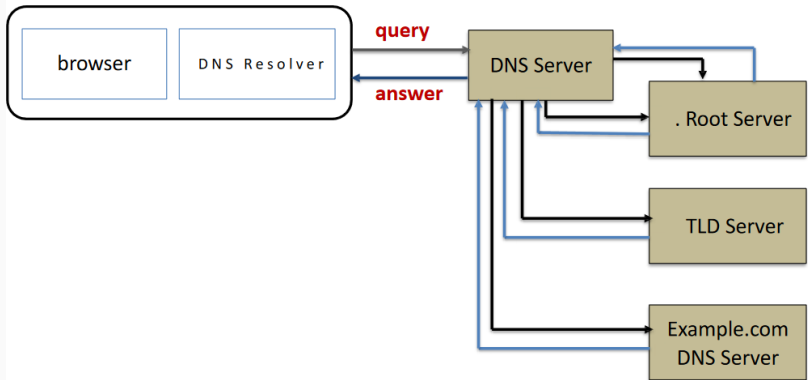 query
browser
DNS Resolver
DNS Server
answer
. Root Server
TLD Server
Example.com
DNS Server